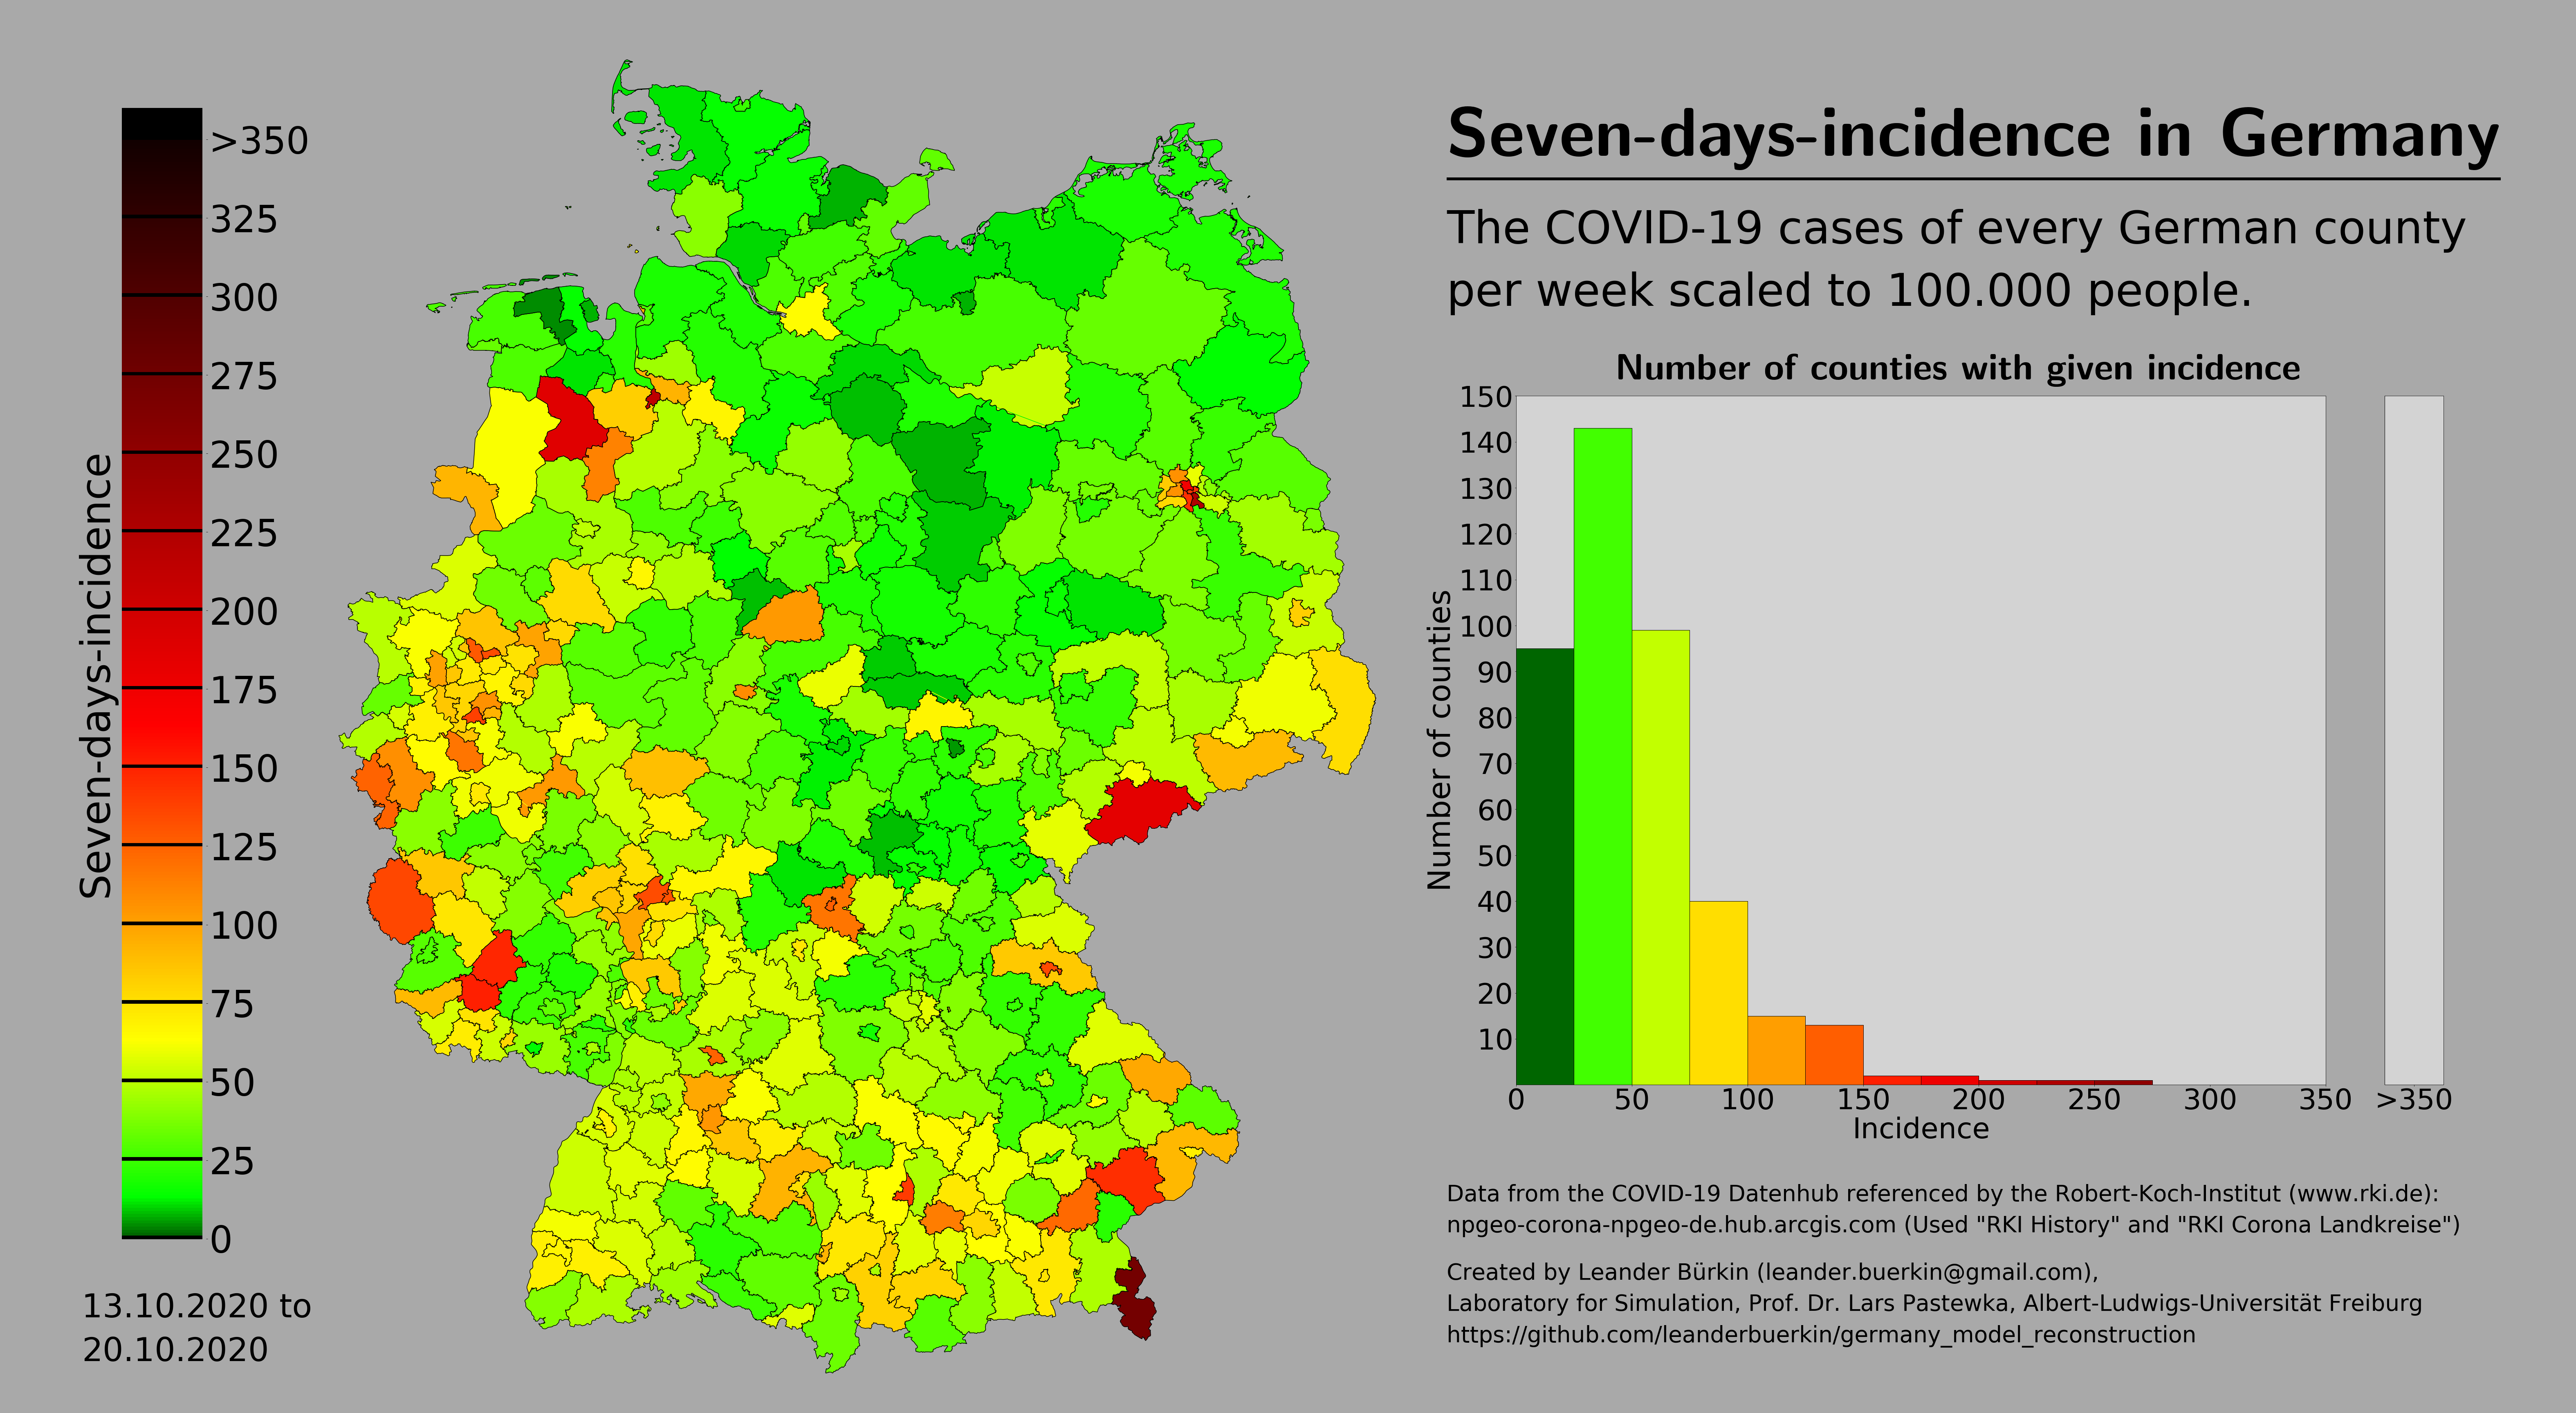 Seven-days-incidence in Germany
The COVID-19 cases of every German county
per week scaled to 100.000 people.
Seven-days-incidence
>350
325
300
275
250
225
200
175
150
125
100
75
50
25
0
13.10.2020 to
20.10.2020
Number of counties with given incidence
Number of counties
150
140
130
120
110
100
90
80
70
60
50
40
30
20
10
0 50 100 150 200 250 300 350 >350
Incidence
Data from the COVID-19 Datenhub referenced by the Robert-Koch-Institut (www.rki.de):
npgeo-corona-npgeo-de.hub.arcgis.com (Used "RKI History" and "RKI Corona Landkreise")
Created by Leander Bürkin (leander.buerkin@gmail.com),
Laboratory for Simulation, Prof. Dr. Lars Pastewka, Albert-Ludwigs-Universität Freiburg
https://github.com/leanderbuerkin/germany_model_reconstruction